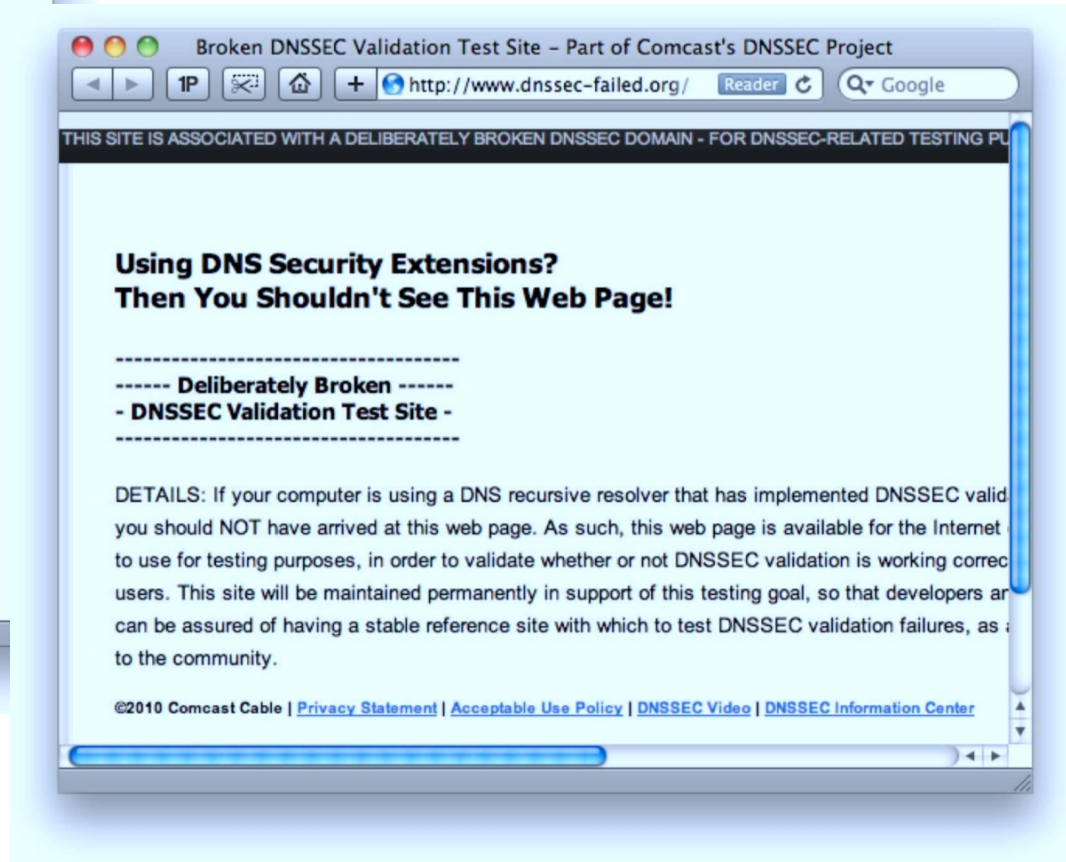 Broken DNSSEC Validation Test Site – Part of Comcast's DNSSEC Project
1P
http://www.dnssec-failed.org/ Reader Google
THIS SITE IS ASSOCIATED WITH A DELIBERATELY BROKEN DNSSEC DOMAIN - FOR DNSSEC-RELATED TESTING PU
Using DNS Security Extensions?
Then You Shouldn't See This Web Page!
-------------------------------------
------ Deliberately Broken ------
- DNSSEC Validation Test Site -
-------------------------------------
DETAILS: If your computer is using a DNS recursive resolver that has implemented DNSSEC valid
you should NOT have arrived at this web page. As such, this web page is available for the Internet
to use for testing purposes, in order to validate whether or not DNSSEC validation is working correc
users. This site will be maintained permanently in support of this testing goal, so that developers ar
can be assured of having a stable reference site with which to test DNSSEC validation failures, as
to the community.
©2010 Comcast Cable | Privacy Statement | Acceptable Use Policy | DNSSEC Video | DNSSEC Information Center